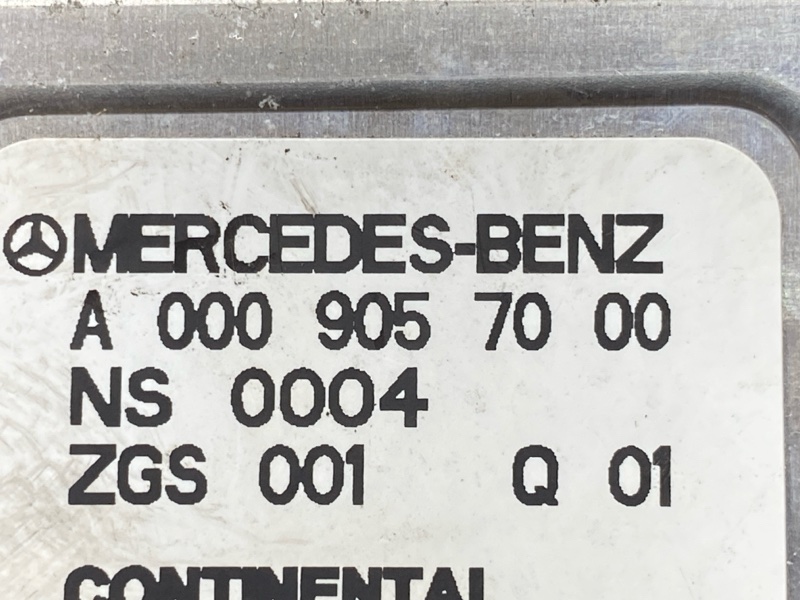 MERCEDES-BENZ
A 000 905 70 00
NS 0004
ZGS 001 Q 01
CONTINENTAL